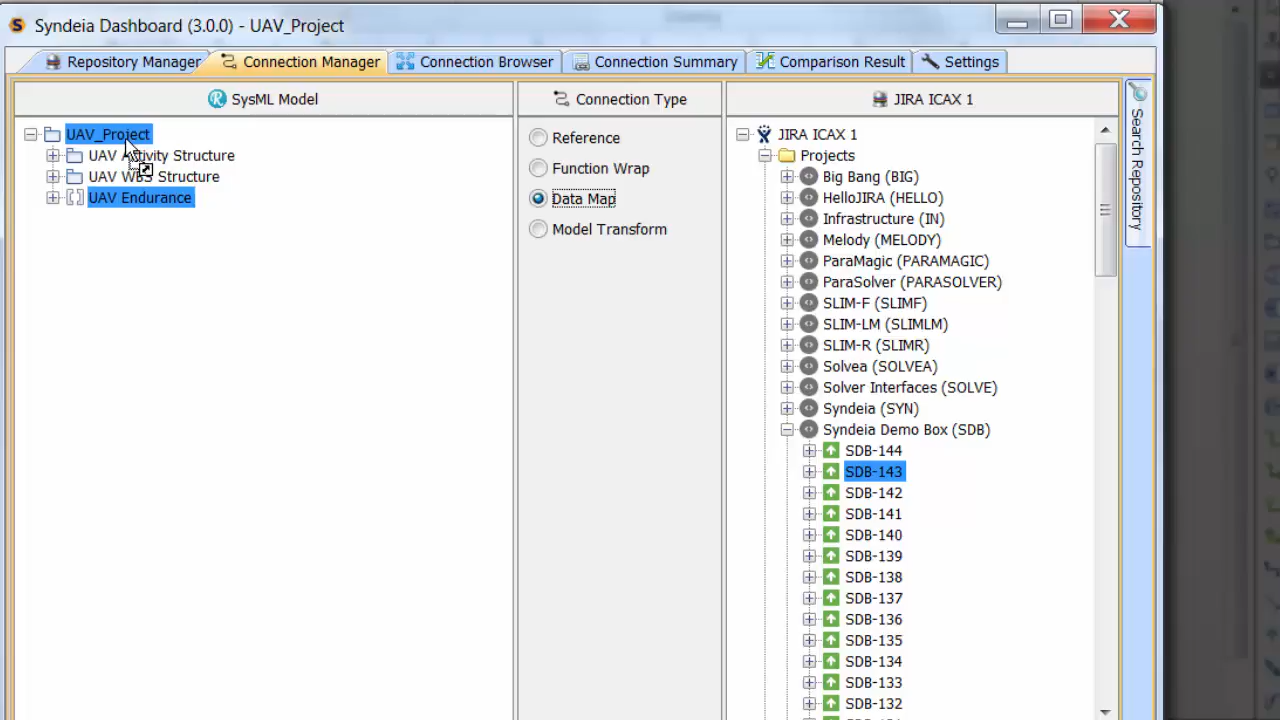 Syndeia Dashboard (3.0.0) - UAV_Project
Repository Manager
Connection Manager
Connection Browser
Connection Summary
Comparison Result
Settings
SysML Model
UAV_Project
UAV Activity Structure
UAV WBS Structure
UAV Endurance
Connection Type
Reference
Function Wrap
Data Map
Model Transform
JIRA ICAX 1
JIRA ICAX 1
Projects
Big Bang (BIG)
HelloJIRA (HELLO)
Infrastructure (IN)
Melody (MELODY)
ParaMagic (PARAMAGIC)
ParaSolver (PARASOLVER)
SLIM-F (SLIMF)
SLIM-LM (SLIMLM)
SLIM-R (SLIMR)
Solvea (SOLVEA)
Solver Interfaces (SOLVE)
Syndeia (SYN)
Syndeia Demo Box (SDB)
SDB-144
SDB-143
SDB-142
SDB-141
SDB-140
SDB-139
SDB-138
SDB-137
SDB-136
SDB-135
SDB-134
SDB-133
SDB-132
Search Repository